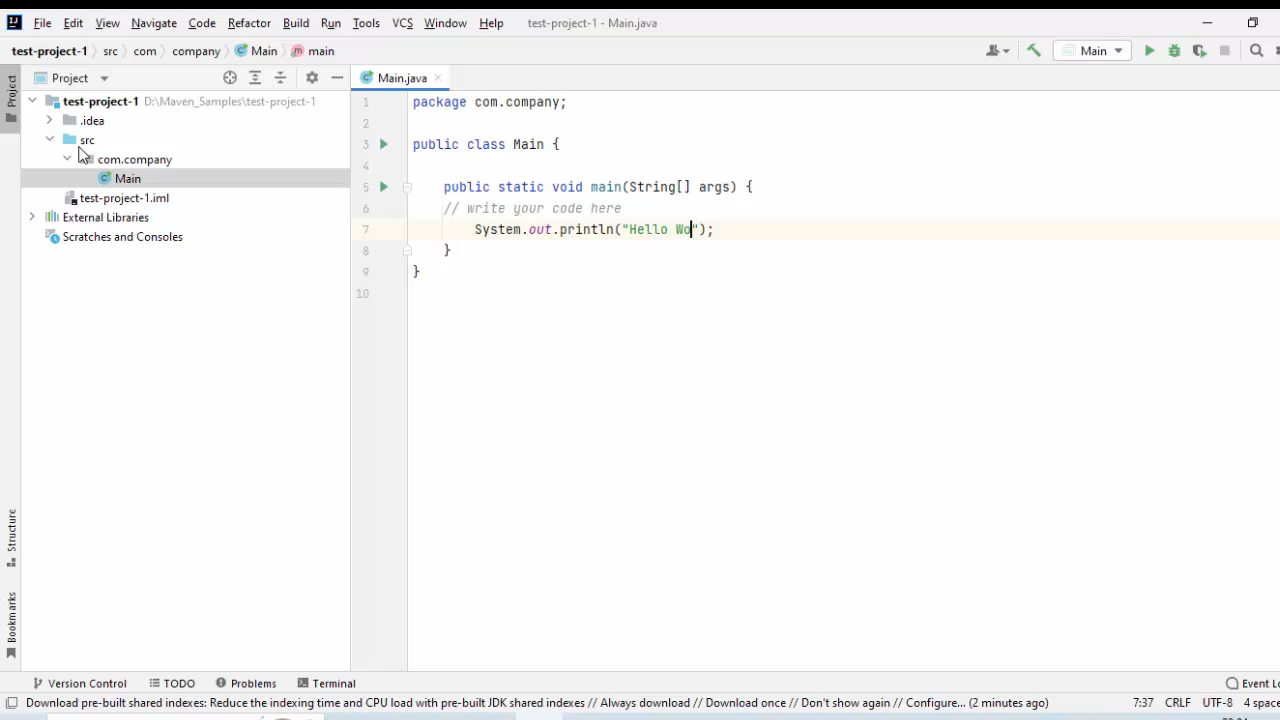 File Edit View Navigate Code Refactor Build Run Tools VCS Window Help test-project-1 - Main.java
test-project-1 src com company Main main Main
Project Main.java
Project
test-project-1 D:\Maven_Samples\test-project-1
.idea
src
com.company
Main
test-project-1.iml
External Libraries
Scratches and Consoles
1 package com.company;
2
3 public class Main {
4
5 public static void main(String[] args) {
6 // write your code here
7 System.out.println("Hello Wo");
8 }
9 }
10
Structure
Bookmarks
Version Control TODO Problems Terminal Event Lo
Download pre-built shared indexes: Reduce the indexing time and CPU load with pre-built JDK shared indexes // Always download // Download once // Don't show again // Configure... (2 minutes ago) 7:37 CRLF UTF-8 4 spac